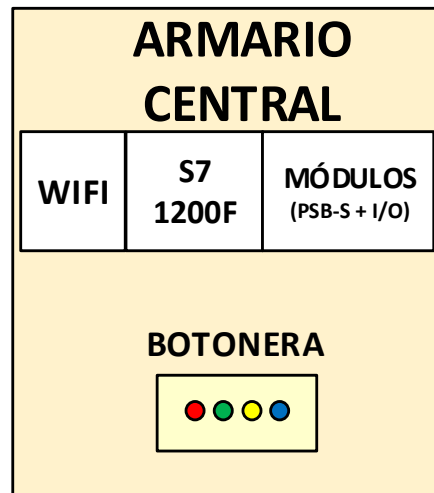 ARMARIO
CENTRAL
WIFI
S7
1200F
MÓDULOS
(PSB-S + I/O)
BOTONERA